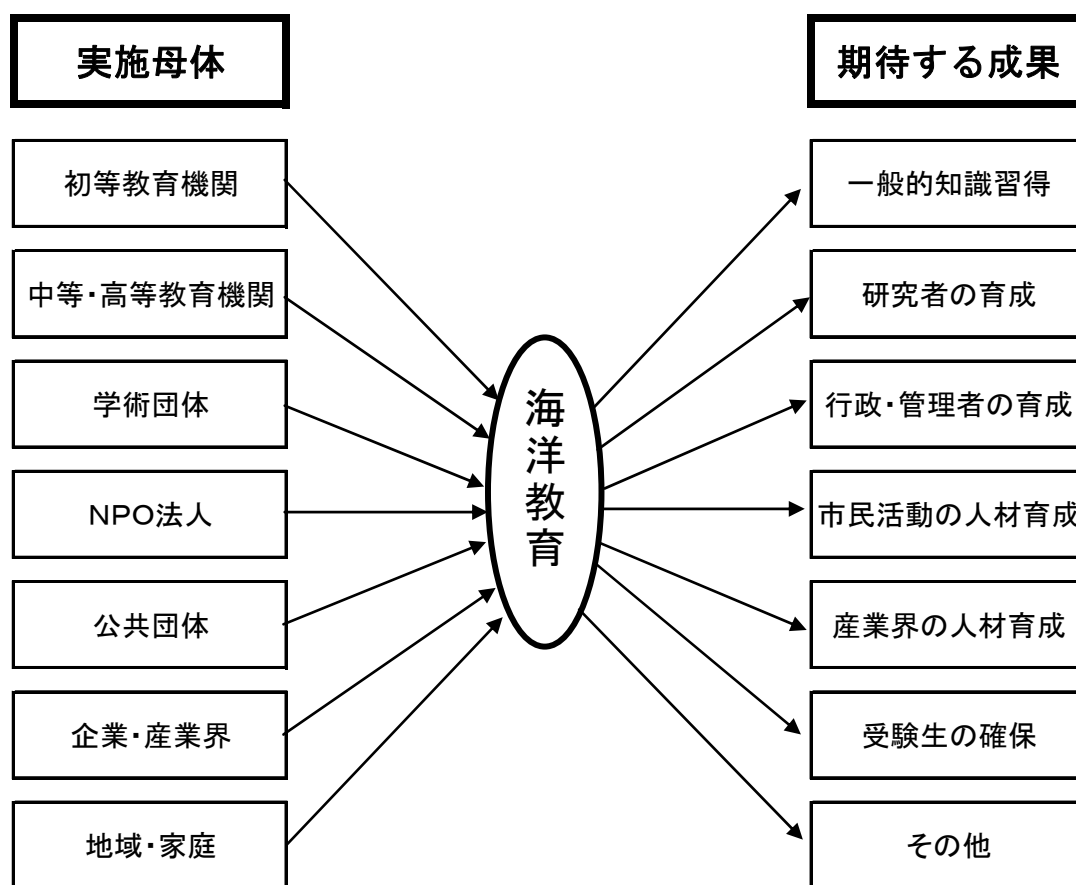 実施母体
初等教育機関
中等・高等教育機関
学術団体
NPO法人
公共団体
企業・産業界
地域・家庭
海洋教育
期待する成果
一般的知識習得
研究者の育成
行政・管理者の育成
市民活動の人材育成
産業界の人材育成
受験生の確保
その他